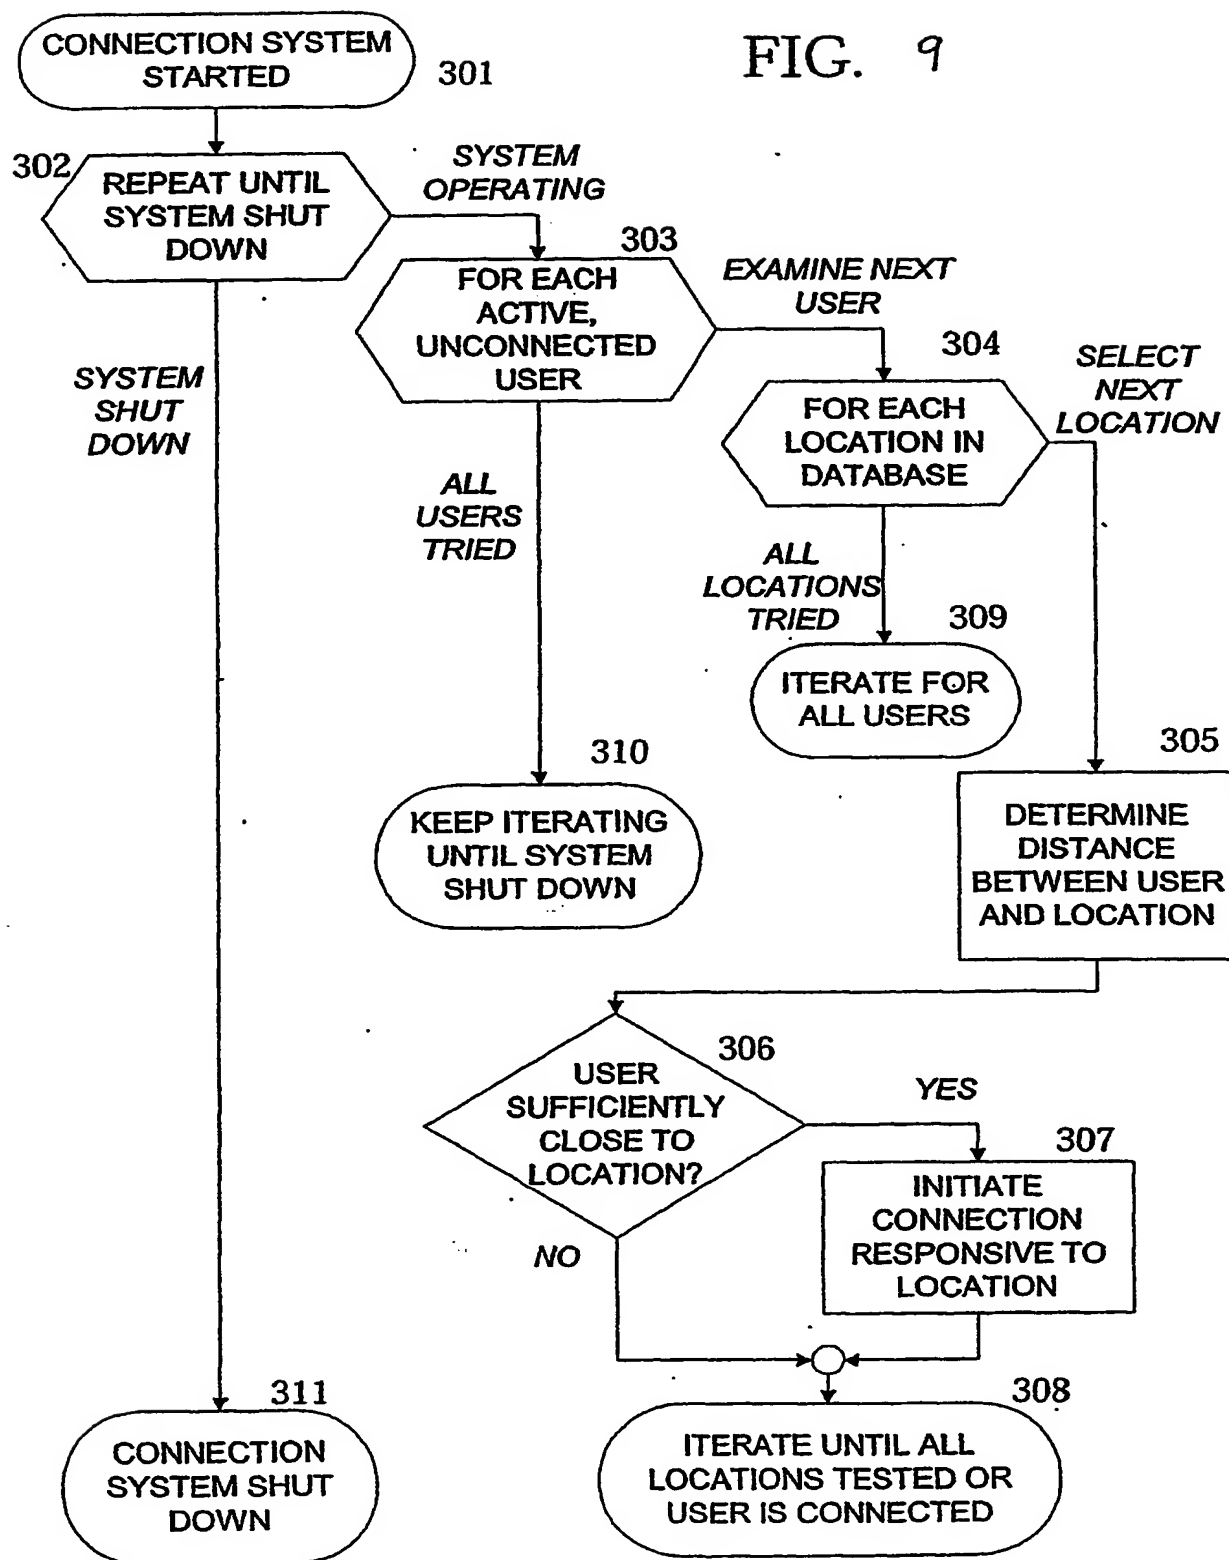 CONNECTION SYSTEM
STARTED
301
FIG. 9
302
REPEAT UNTIL
SYSTEM SHUT
DOWN
SYSTEM
OPERATING
303
FOR EACH
ACTIVE,
UNCONNECTED
USER
EXAMINE NEXT
USER
304
FOR EACH
LOCATION IN
DATABASE
SELECT
NEXT
LOCATION
SYSTEM
SHUT
DOWN
ALL
USERS
TRIED
ALL
LOCATIONS
TRIED
309
ITERATE FOR
ALL USERS
310
KEEP ITERATING
UNTIL SYSTEM
SHUT DOWN
305
DETERMINE
DISTANCE
BETWEEN USER
AND LOCATION
306
USER
SUFFICIENTLY
CLOSE TO
LOCATION?
YES
307
INITIATE
CONNECTION
RESPONSIVE TO
LOCATION
NO
311
CONNECTION
SYSTEM SHUT
DOWN
308
ITERATE UNTIL ALL
LOCATIONS TESTED OR
USER IS CONNECTED